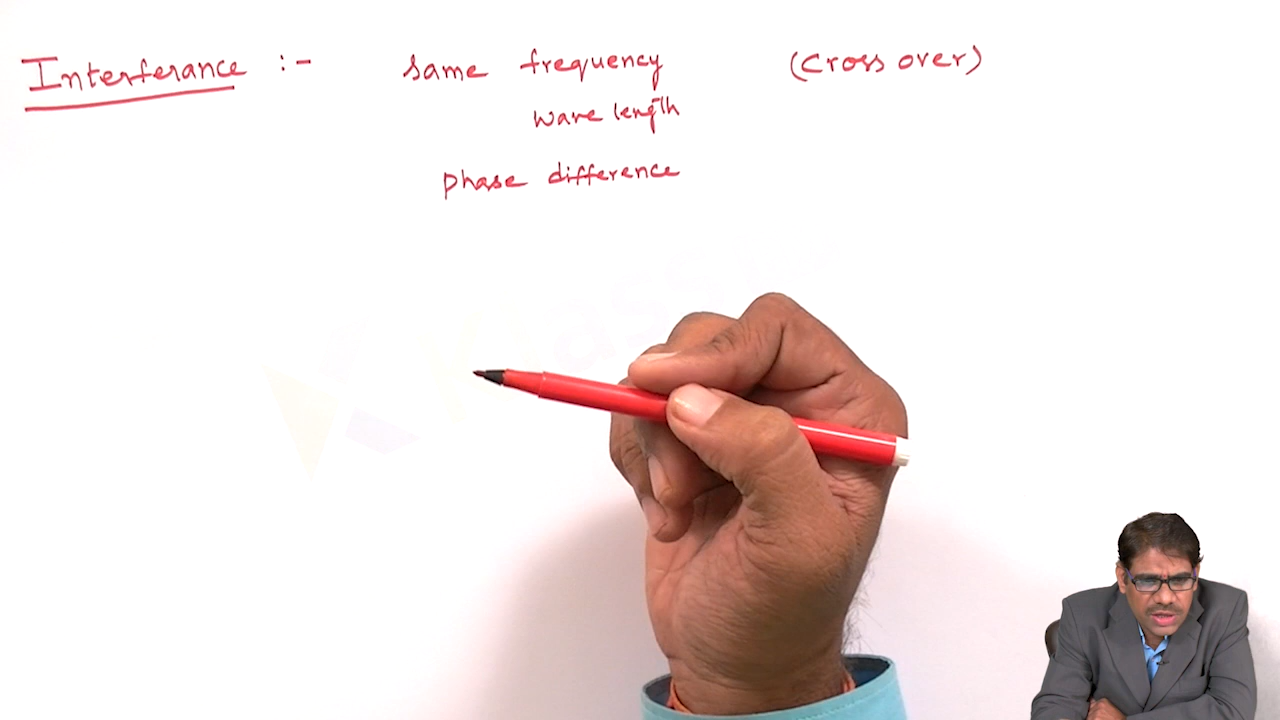 Interferance :- same frequency (cross over)
wave length
phase difference